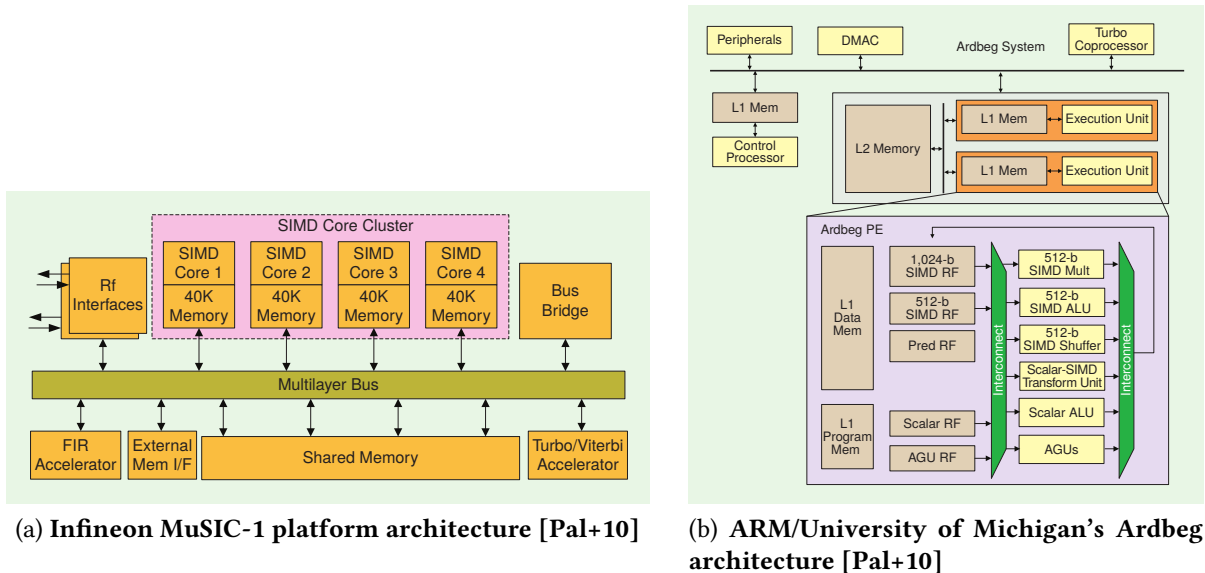 SIMD Core Cluster
Rf
Interfaces
SIMD
Core 1
40K
Memory
SIMD
Core 2
40K
Memory
SIMD
Core 3
40K
Memory
SIMD
Core 4
40K
Memory
Bus
Bridge
Multilayer Bus
FIR
Accelerator
External
Mem I/F
Shared Memory
Turbo/Viterbi
Accelerator
(a) Infineon MuSIC-1 platform architecture [Pal+10]
Peripherals
DMAC
Ardbeg System
Turbo
Coprocessor
L1 Mem
Control
Processor
L2 Memory
L1 Mem
Execution Unit
L1 Mem
Execution Unit
Ardbeg PE
L1
Data
Mem
L1
Program
Mem
1,024-b
SIMD RF
512-b
SIMD RF
Pred RF
Scalar RF
AGU RF
Interconnect
512-b
SIMD Mult
512-b
SIMD ALU
512-b
SIMD Shuffer
Scalar-SIMD
Transform Unit
Scalar ALU
AGUs
Interconnect
(b) ARM/University of Michigan's Ardbeg
architecture [Pal+10]